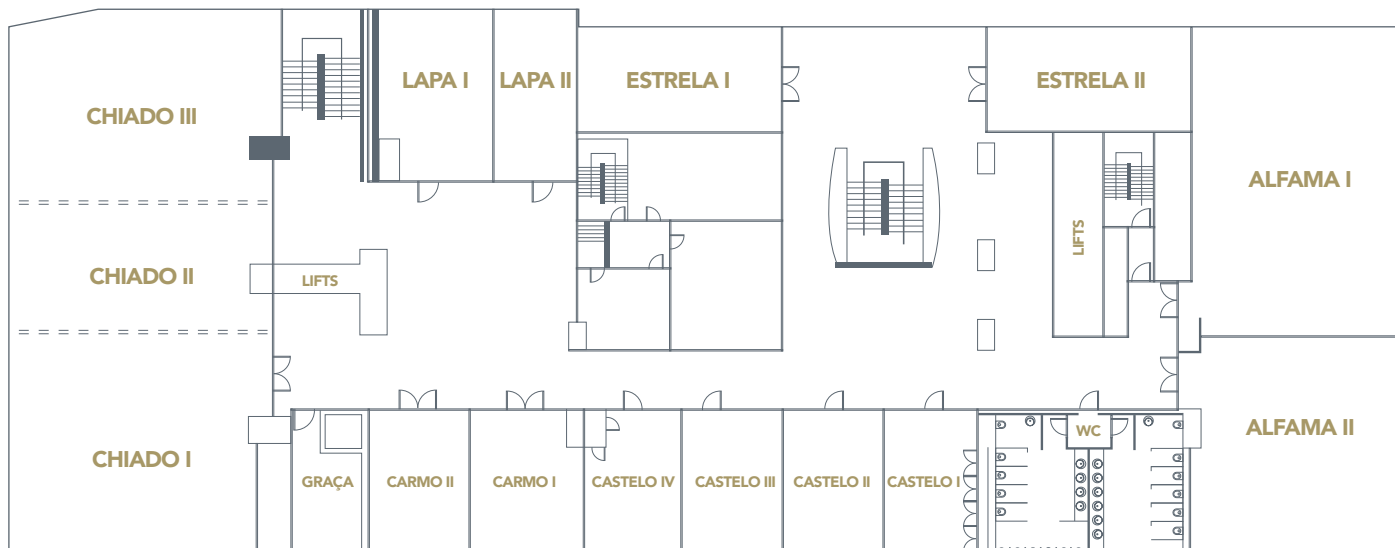 LAPA I
LAPA II
ESTRELA I
ESTRELA II
CHIADO III
ALFAMA I
LIFTS
CHIADO II
LIFTS
ALFAMA II
WC
CHIADO I
GRAÇA
CARMO II
CARMO I
CASTELO IV
CASTELO III
CASTELO II
CASTELO I